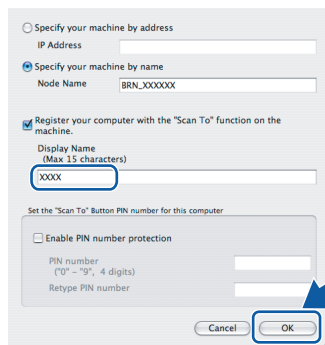 Specify your machine by address
IP Address
Specify your machine by name
Node Name BRN_XXXXXX
Register your computer with the "Scan To" function on the
machine.
Display Name
(Max 15 characters)
XXXX
Set the "Scan To" Button PIN number for this computer
Enable PIN number protection
PIN number
("0" – "9", 4 digits)
Retype PIN number
Cancel OK